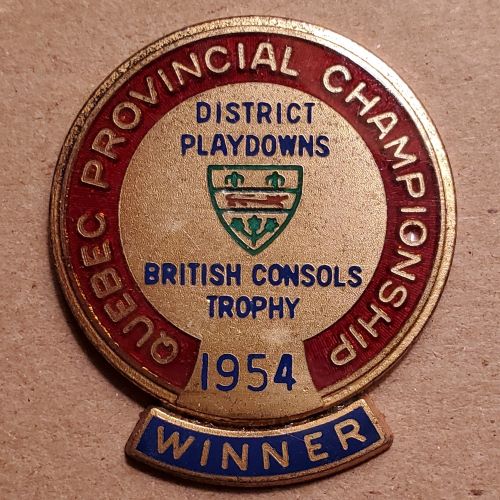 QUEBEC PROVINCIAL CHAMPIONSHIP
DISTRICT
PLAYDOWNS
BRITISH CONSOLS
TROPHY
1954
WINNER